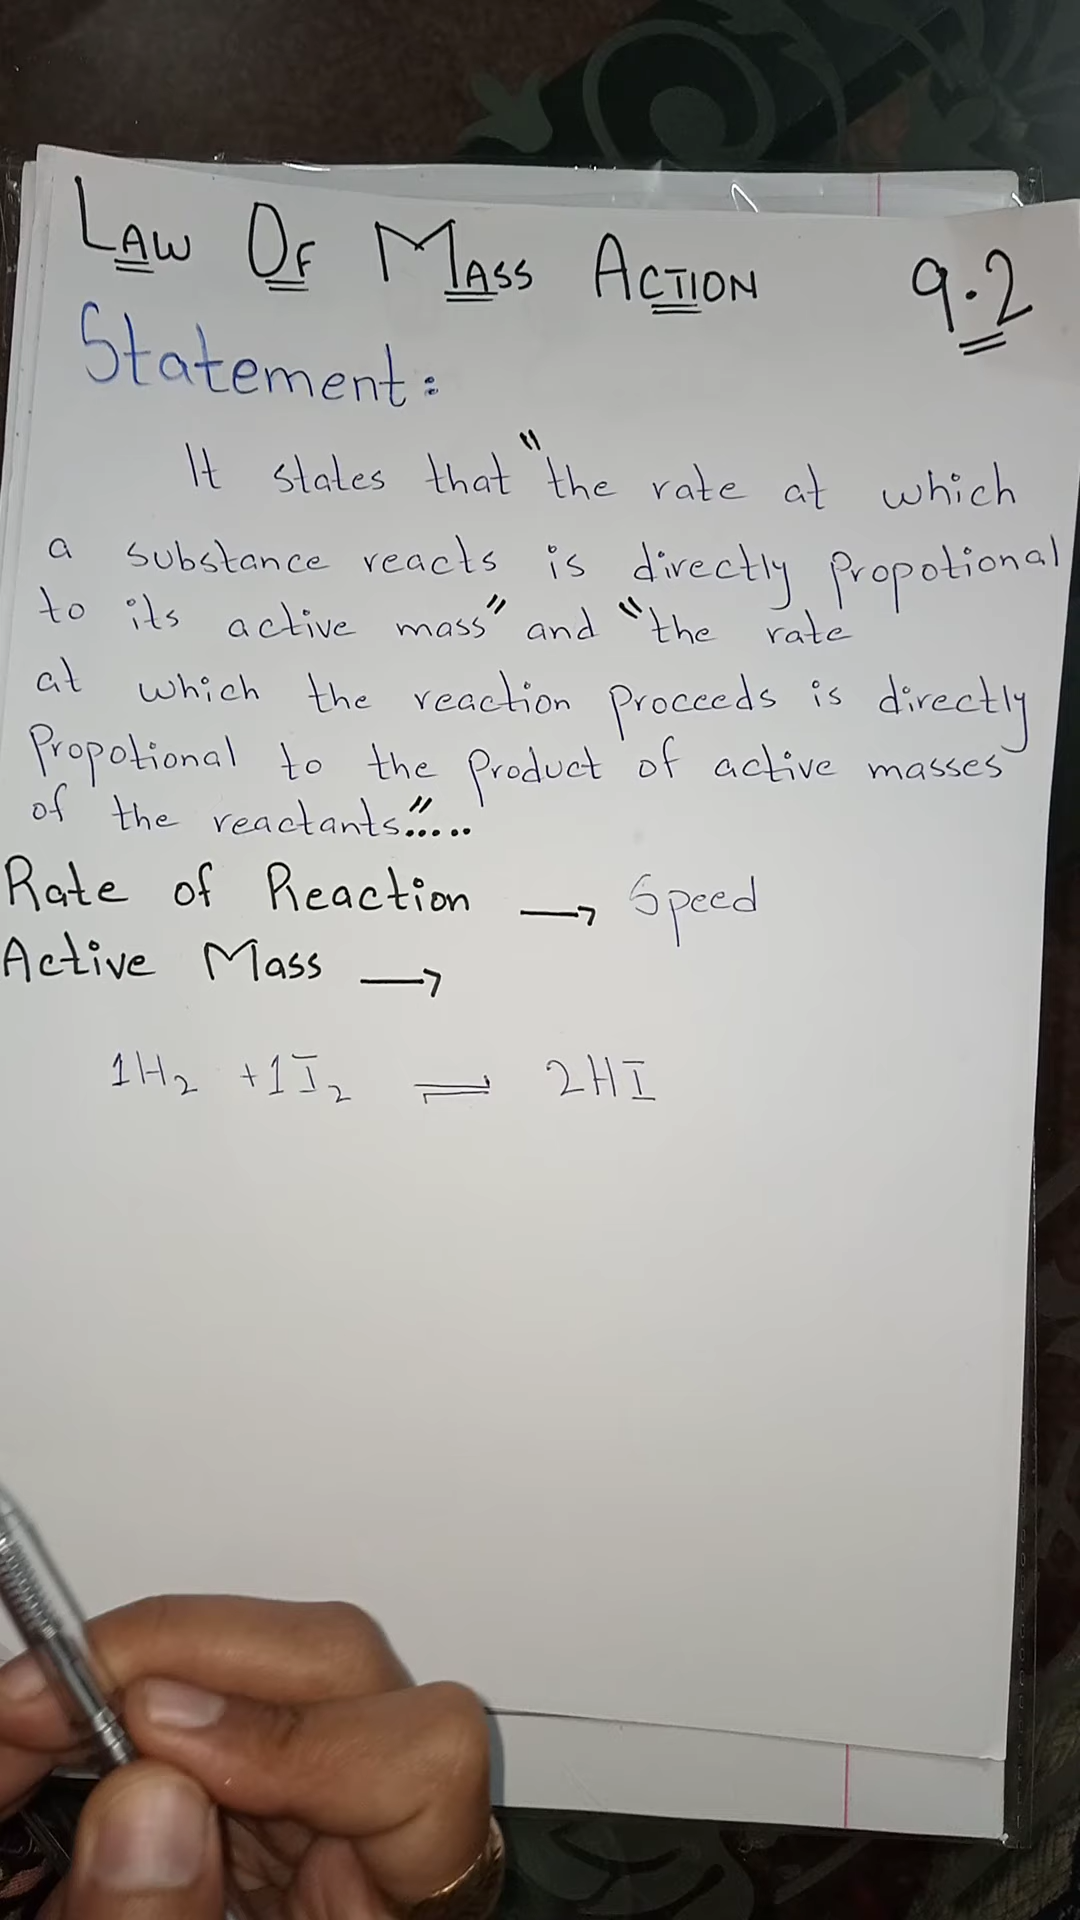 LAW OF MASS ACTION 9.2
Statement:
It states that "the rate at which
a substance reacts is directly Propotional
to its active mass" and "the rate
at which the reaction Proceeds is directly
Propotional to the Product of active masses
of the reactants".....
Rate of Reaction → Speed
Active Mass →
1H₂ +1I₂ ⇌ 2HI